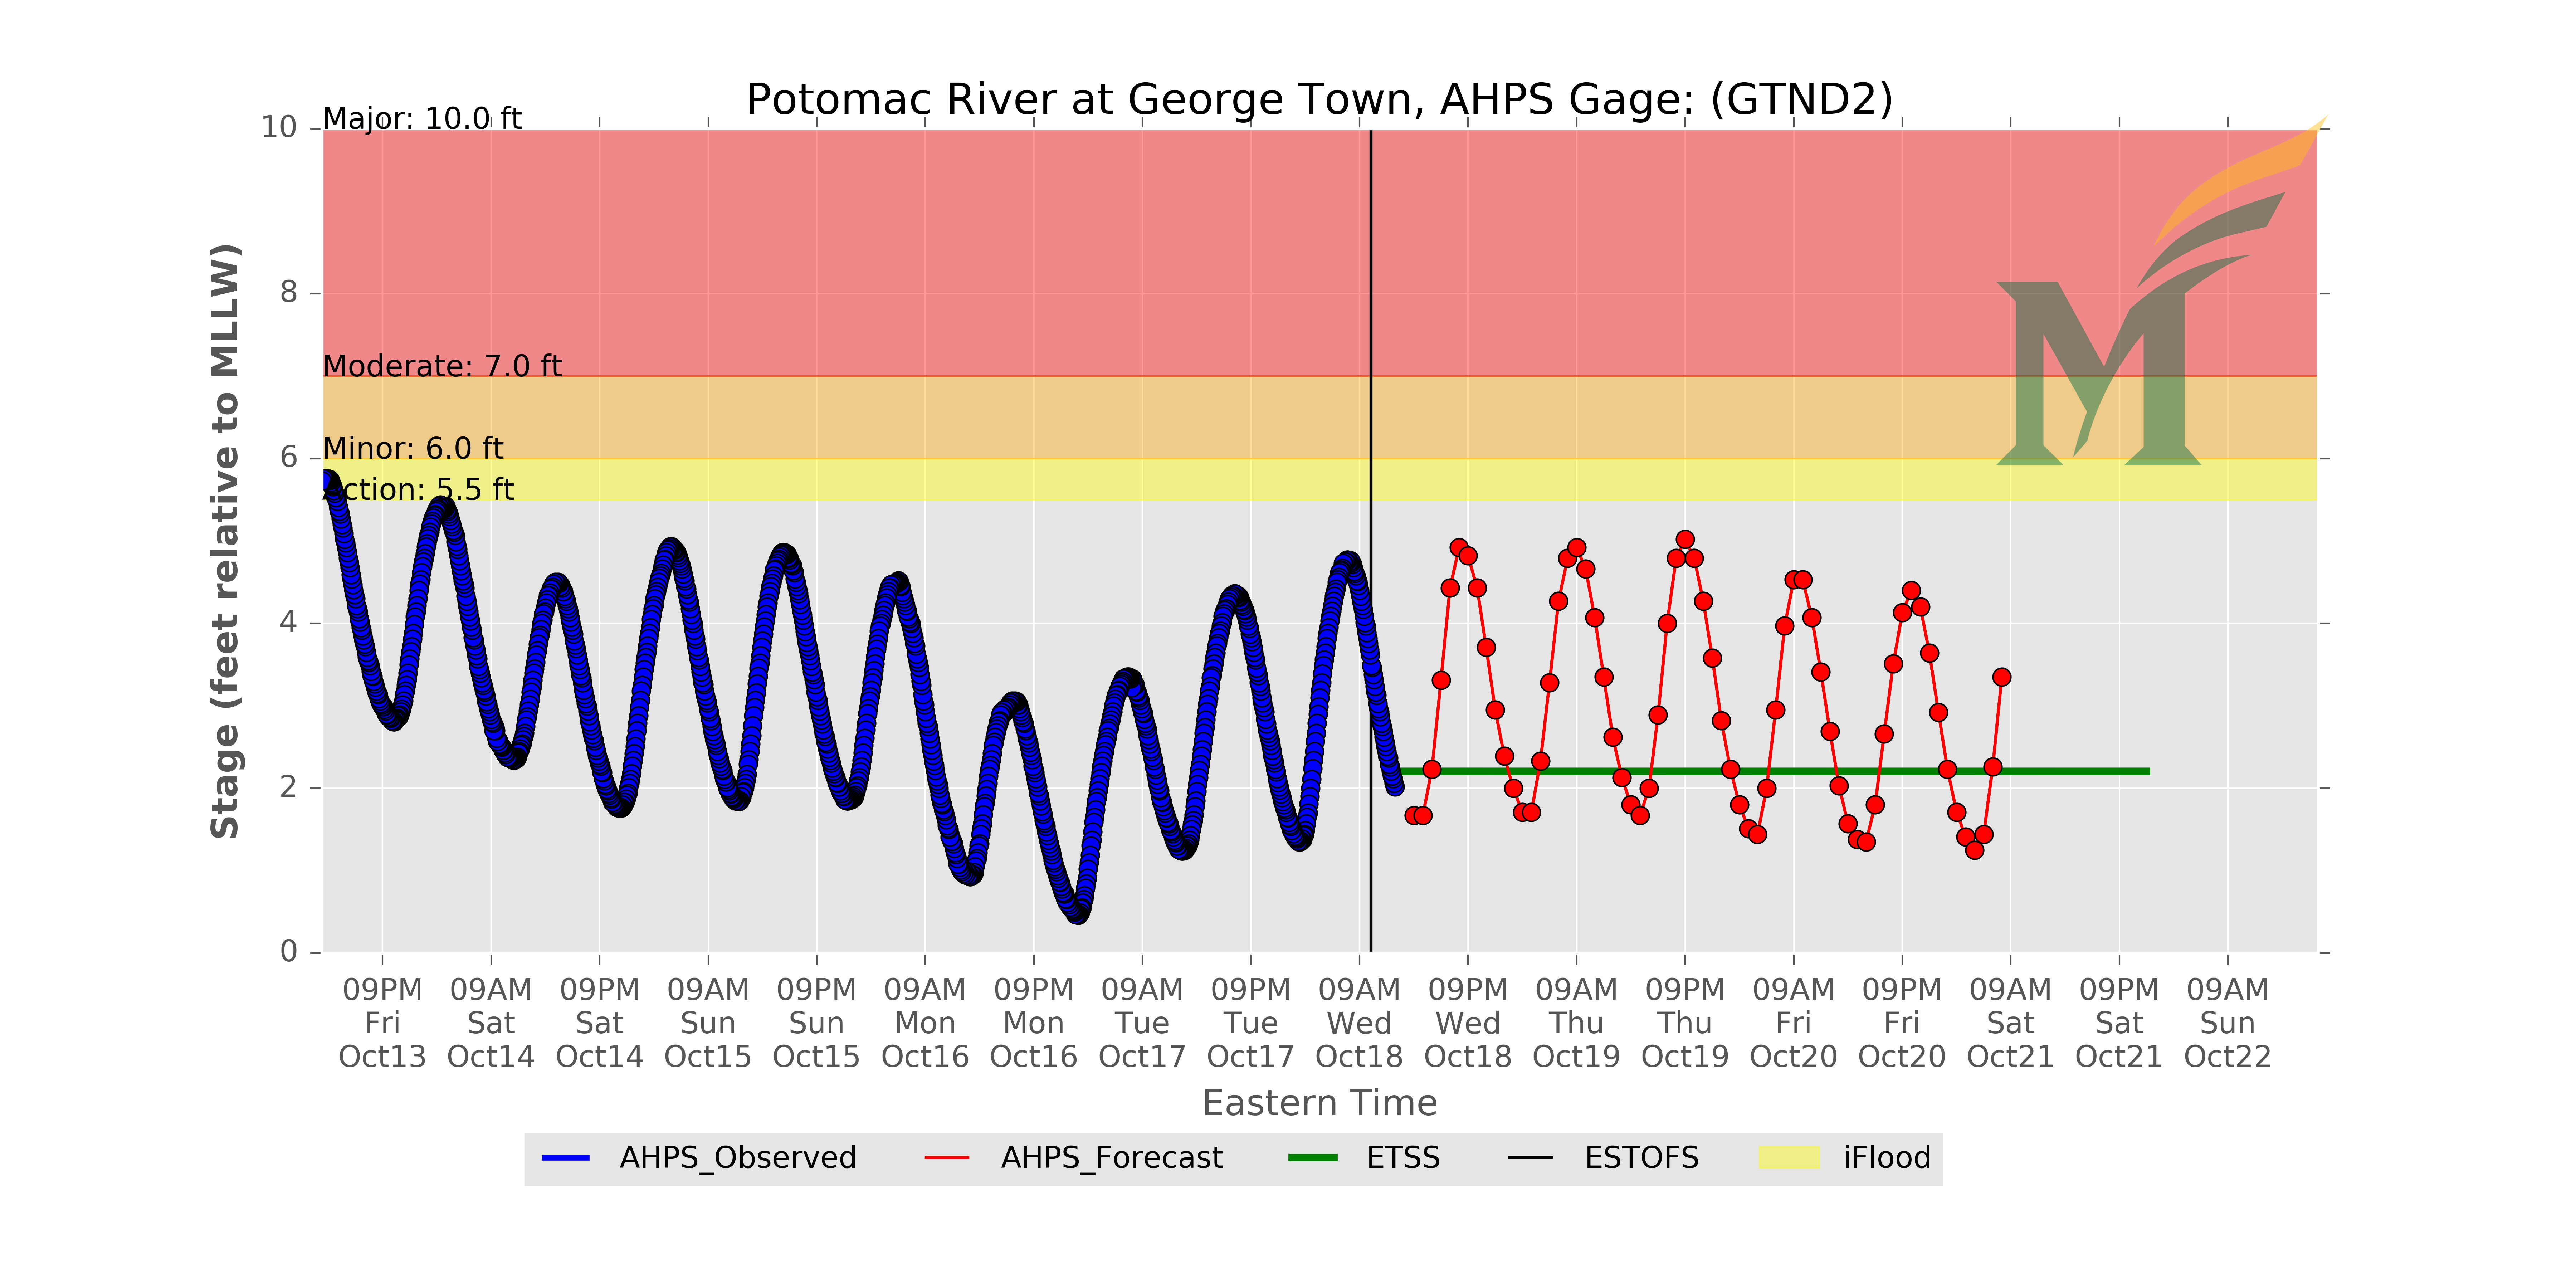 Potomac River at George Town, AHPS Gage: (GTND2)
Major: 10.0 ft
Moderate: 7.0 ft
Minor: 6.0 ft
Action: 5.5 ft
Stage (feet relative to MLLW)
10
8
6
4
2
0
09PM Fri Oct13
09AM Sat Oct14
09PM Sat Oct14
09AM Sun Oct15
09PM Sun Oct15
09AM Mon Oct16
09PM Mon Oct16
09AM Tue Oct17
09PM Tue Oct17
09AM Wed Oct18
09PM Wed Oct18
09AM Thu Oct19
09PM Thu Oct19
09AM Fri Oct20
09PM Fri Oct20
09AM Sat Oct21
09PM Sat Oct21
09AM Sun Oct22
Eastern Time
AHPS_Observed
AHPS_Forecast
ETSS
ESTOFS
iFlood
M